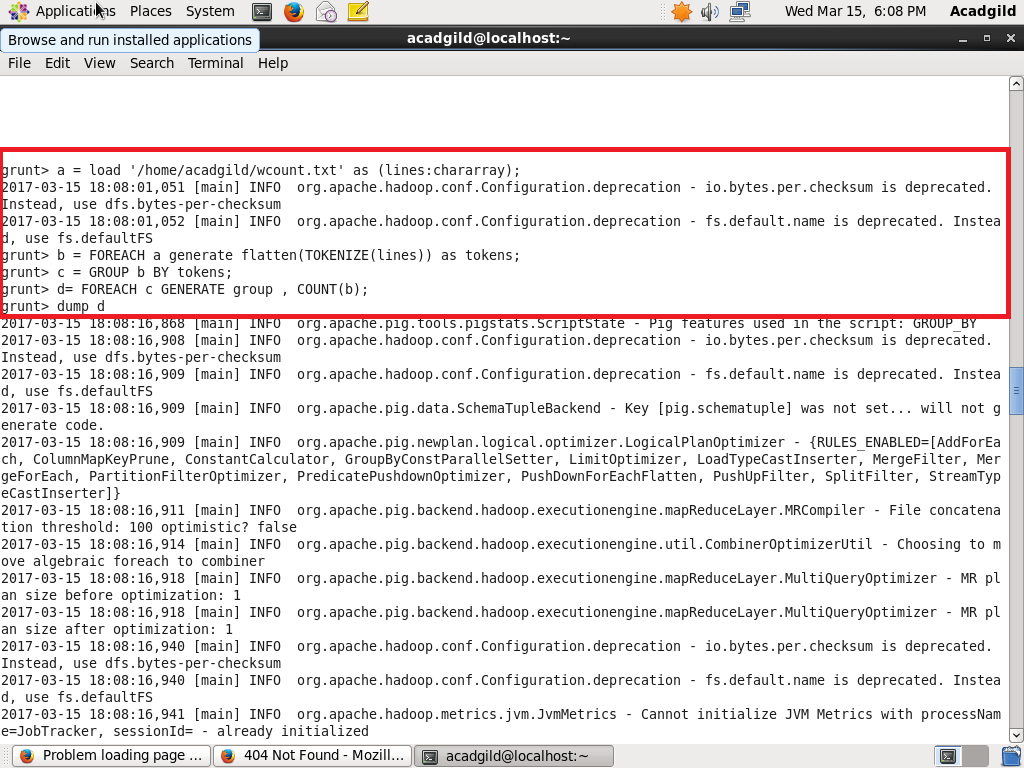 Applications Places System Wed Mar 15, 6:08 PM Acadgild
Browse and run installed applications
acadgild@localhost:~
File Edit View Search Terminal Help
grunt> a = load '/home/acadgild/wcount.txt' as (lines:chararray);
2017-03-15 18:08:01,051 [main] INFO  org.apache.hadoop.conf.Configuration.deprecation - io.bytes.per.checksum is deprecated.
Instead, use dfs.bytes-per-checksum
2017-03-15 18:08:01,052 [main] INFO  org.apache.hadoop.conf.Configuration.deprecation - fs.default.name is deprecated. Instea
d, use fs.defaultFS
grunt> b = FOREACH a generate flatten(TOKENIZE(lines)) as tokens;
grunt> c = GROUP b BY tokens;
grunt> d= FOREACH c GENERATE group , COUNT(b);
grunt> dump d
2017-03-15 18:08:16,868 [main] INFO  org.apache.pig.tools.pigstats.ScriptState - Pig features used in the script: GROUP_BY
2017-03-15 18:08:16,908 [main] INFO  org.apache.hadoop.conf.Configuration.deprecation - io.bytes.per.checksum is deprecated.
Instead, use dfs.bytes-per-checksum
2017-03-15 18:08:16,909 [main] INFO  org.apache.hadoop.conf.Configuration.deprecation - fs.default.name is deprecated. Instea
d, use fs.defaultFS
2017-03-15 18:08:16,909 [main] INFO  org.apache.pig.data.SchemaTupleBackend - Key [pig.schematuple] was not set... will not g
enerate code.
2017-03-15 18:08:16,909 [main] INFO  org.apache.pig.newplan.logical.optimizer.LogicalPlanOptimizer - {RULES_ENABLED=[AddForEa
ch, ColumnMapKeyPrune, ConstantCalculator, GroupByConstParallelSetter, LimitOptimizer, LoadTypeCastInserter, MergeFilter, Mer
geForEach, PartitionFilterOptimizer, PredicatePushdownOptimizer, PushDownForEachFlatten, PushUpFilter, SplitFilter, StreamTyp
eCastInserter]}
2017-03-15 18:08:16,911 [main] INFO  org.apache.pig.backend.hadoop.executionengine.mapReduceLayer.MRCompiler - File concatena
tion threshold: 100 optimistic? false
2017-03-15 18:08:16,914 [main] INFO  org.apache.pig.backend.hadoop.executionengine.util.CombinerOptimizerUtil - Choosing to m
ove algebraic foreach to combiner
2017-03-15 18:08:16,918 [main] INFO  org.apache.pig.backend.hadoop.executionengine.mapReduceLayer.MultiQueryOptimizer - MR pl
an size before optimization: 1
2017-03-15 18:08:16,918 [main] INFO  org.apache.pig.backend.hadoop.executionengine.mapReduceLayer.MultiQueryOptimizer - MR pl
an size after optimization: 1
2017-03-15 18:08:16,940 [main] INFO  org.apache.hadoop.conf.Configuration.deprecation - io.bytes.per.checksum is deprecated.
Instead, use dfs.bytes-per-checksum
2017-03-15 18:08:16,940 [main] INFO  org.apache.hadoop.conf.Configuration.deprecation - fs.default.name is deprecated. Instea
d, use fs.defaultFS
2017-03-15 18:08:16,941 [main] INFO  org.apache.hadoop.metrics.jvm.JvmMetrics - Cannot initialize JVM Metrics with processNam
e=JobTracker, sessionId= - already initialized
Problem loading page ... 404 Not Found - Mozill... acadgild@localhost:~